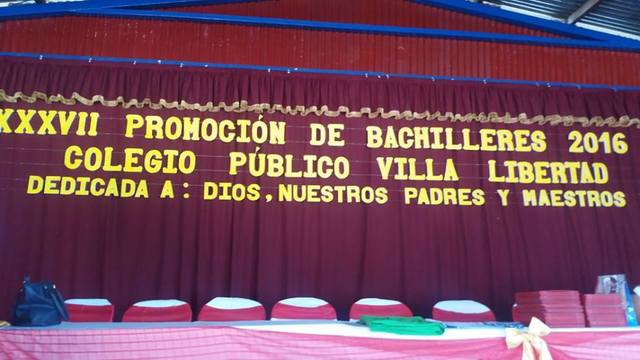 XXXVII PROMOCIÓN DE BACHILLERES 2016
COLEGIO PÚBLICO VILLA LIBERTAD
DEDICADA A: DIOS, NUESTROS PADRES Y MAESTROS